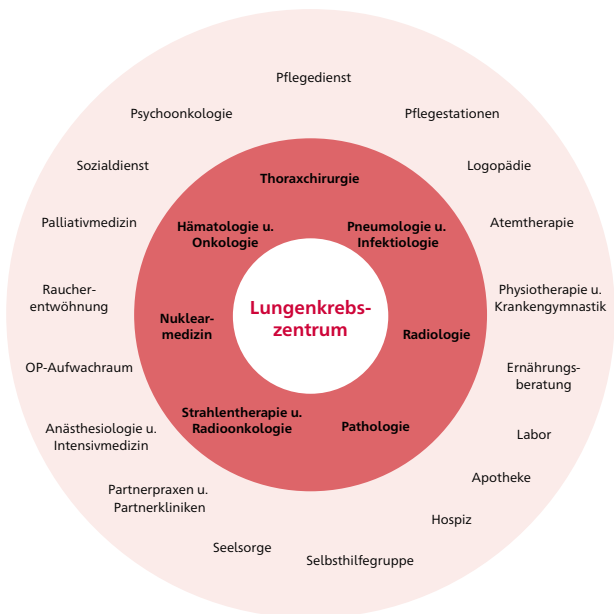 Pflegedienst
Psychoonkologie
Pflegestationen
Sozialdienst
Logopädie
Thoraxchirurgie
Palliativmedizin
Hämatologie u.
Onkologie
Pneumologie u.
Infektiologie
Atemtherapie
Raucher-
entwöhnung
Physiotherapie u.
Krankengymnastik
Lungenkrebs-
zentrum
Nuklear-
medizin
Radiologie
OP-Aufwachraum
Ernährungs-
beratung
Strahlentherapie u.
Radioonkologie
Pathologie
Anästhesiologie u.
Intensivmedizin
Labor
Apotheke
Partnerpraxen u.
Partnerkliniken
Hospiz
Seelsorge
Selbsthilfegruppe